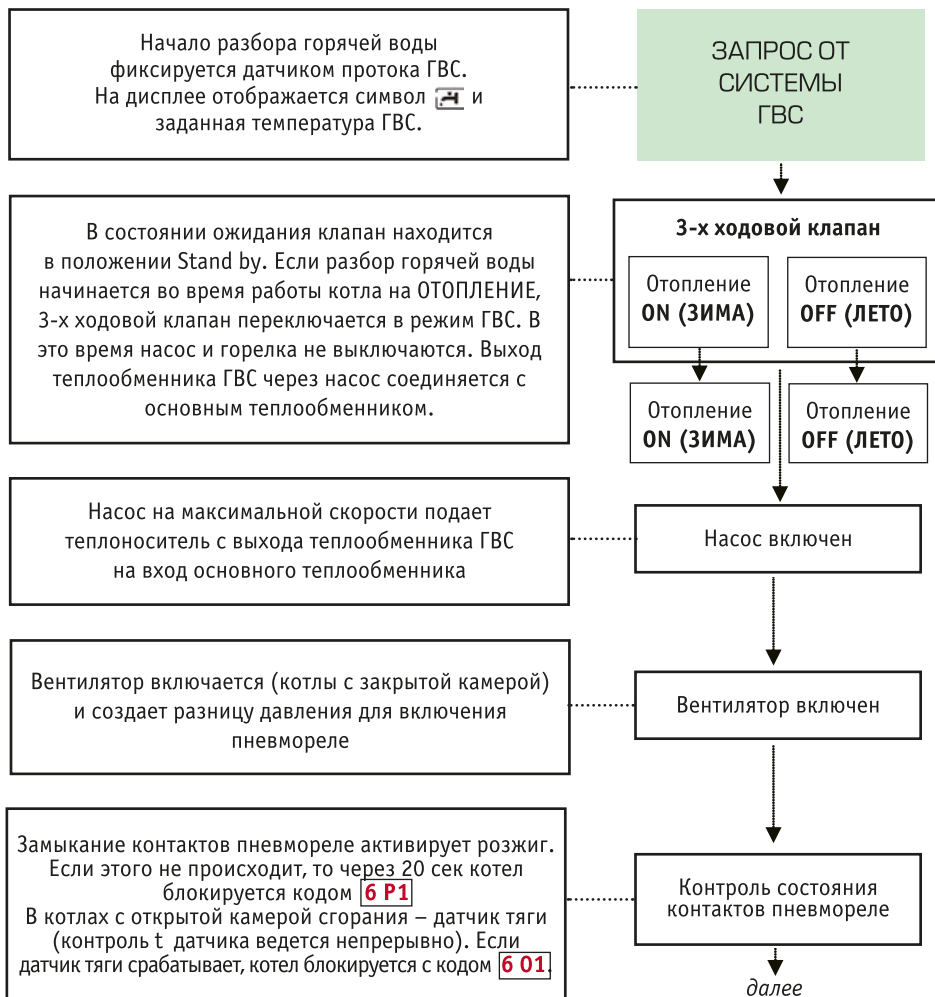 Начало разбора горячей воды
фиксируется датчиком протока ГВС.
На дисплее отображается символ и
заданная температура ГВС.
ЗАПРОС ОТ
СИСТЕМЫ
ГВС
В состоянии ожидания клапан находится
в положении Stand by. Если разбор горячей воды
начинается во время работы котла на ОТОПЛЕНИЕ,
3-х ходовой клапан переключается в режим ГВС. В
это время насос и горелка не выключаются. Выход
теплообменника ГВС через насос соединяется с
основным теплообменником.
3-х ходовой клапан
Отопление
ON (ЗИМА)
Отопление
OFF (ЛЕТО)
Отопление
ON (ЗИМА)
Отопление
OFF (ЛЕТО)
Насос на максимальной скорости подает
теплоноситель с выхода теплообменника ГВС
на вход основного теплообменника
Насос включен
Вентилятор включается (котлы с закрытой камерой)
и создает разницу давления для включения
пневмореле
Вентилятор включен
Замыкание контактов пневмореле активирует розжиг.
Если этого не происходит, то через 20 сек котел
блокируется кодом 6 P1
В котлах с открытой камерой сгорания – датчик тяги
(контроль t датчика ведется непрерывно). Если
датчик тяги срабатывает, котел блокируется с кодом 6 01.
Контроль состояния
контактов пневмореле
далее